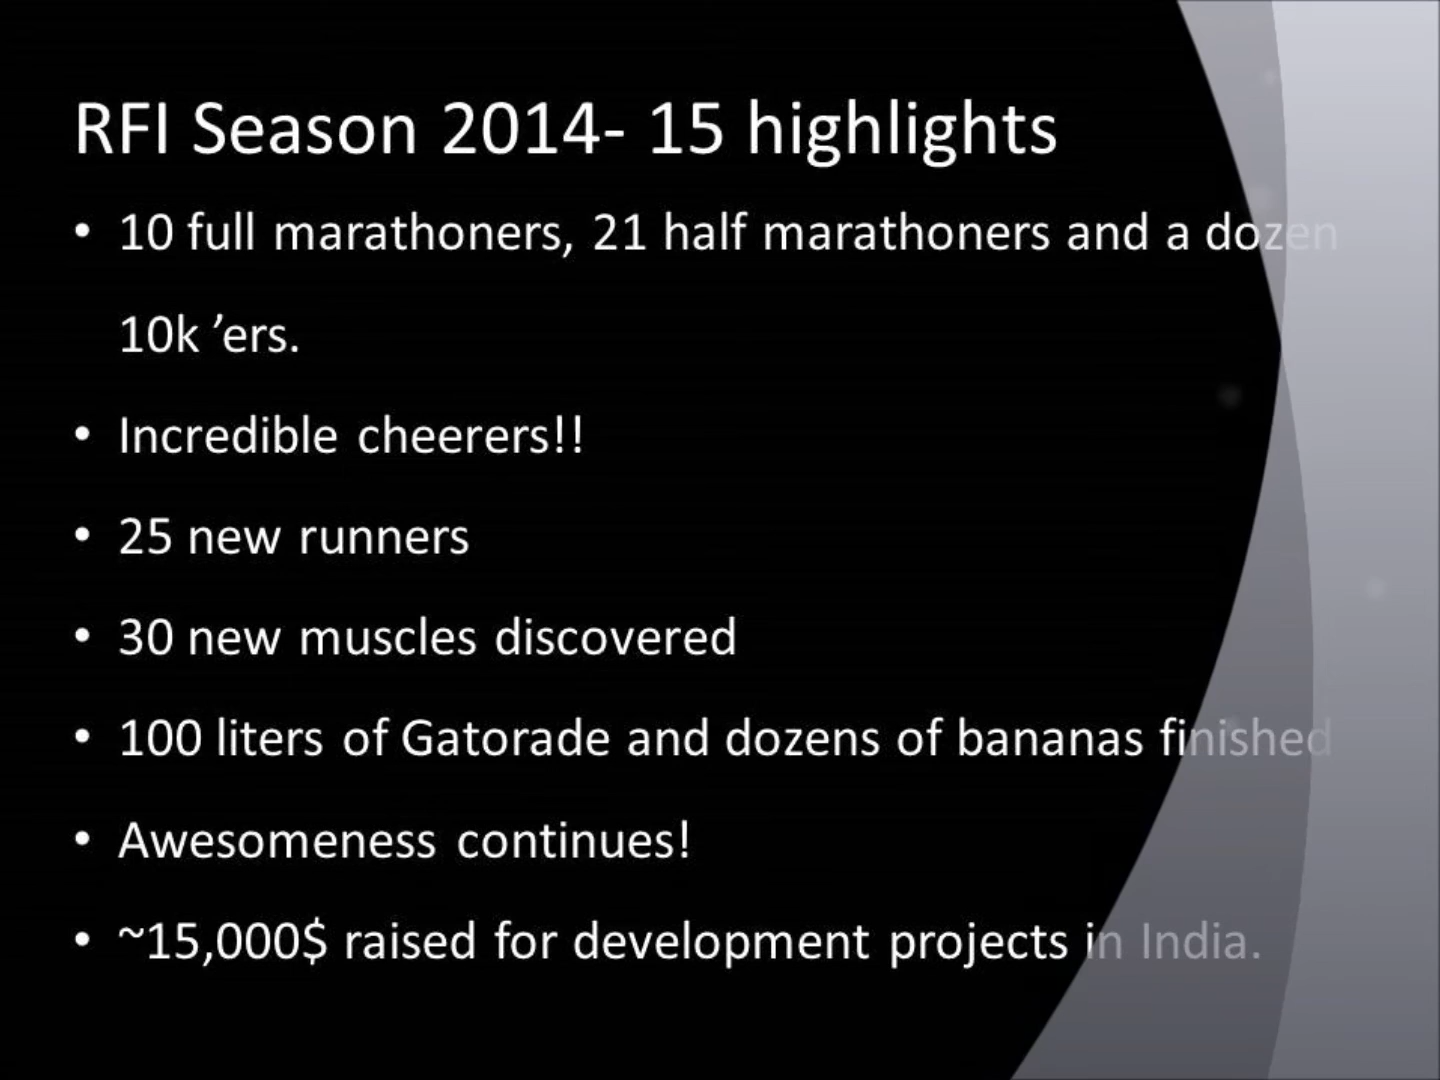 RFI Season 2014- 15 highlights
• 10 full marathoners, 21 half marathoners and a dozen
10k ’ers.
• Incredible cheerers!!
• 25 new runners
• 30 new muscles discovered
• 100 liters of Gatorade and dozens of bananas finished
• Awesomeness continues!
• ~15,000$ raised for development projects in India.